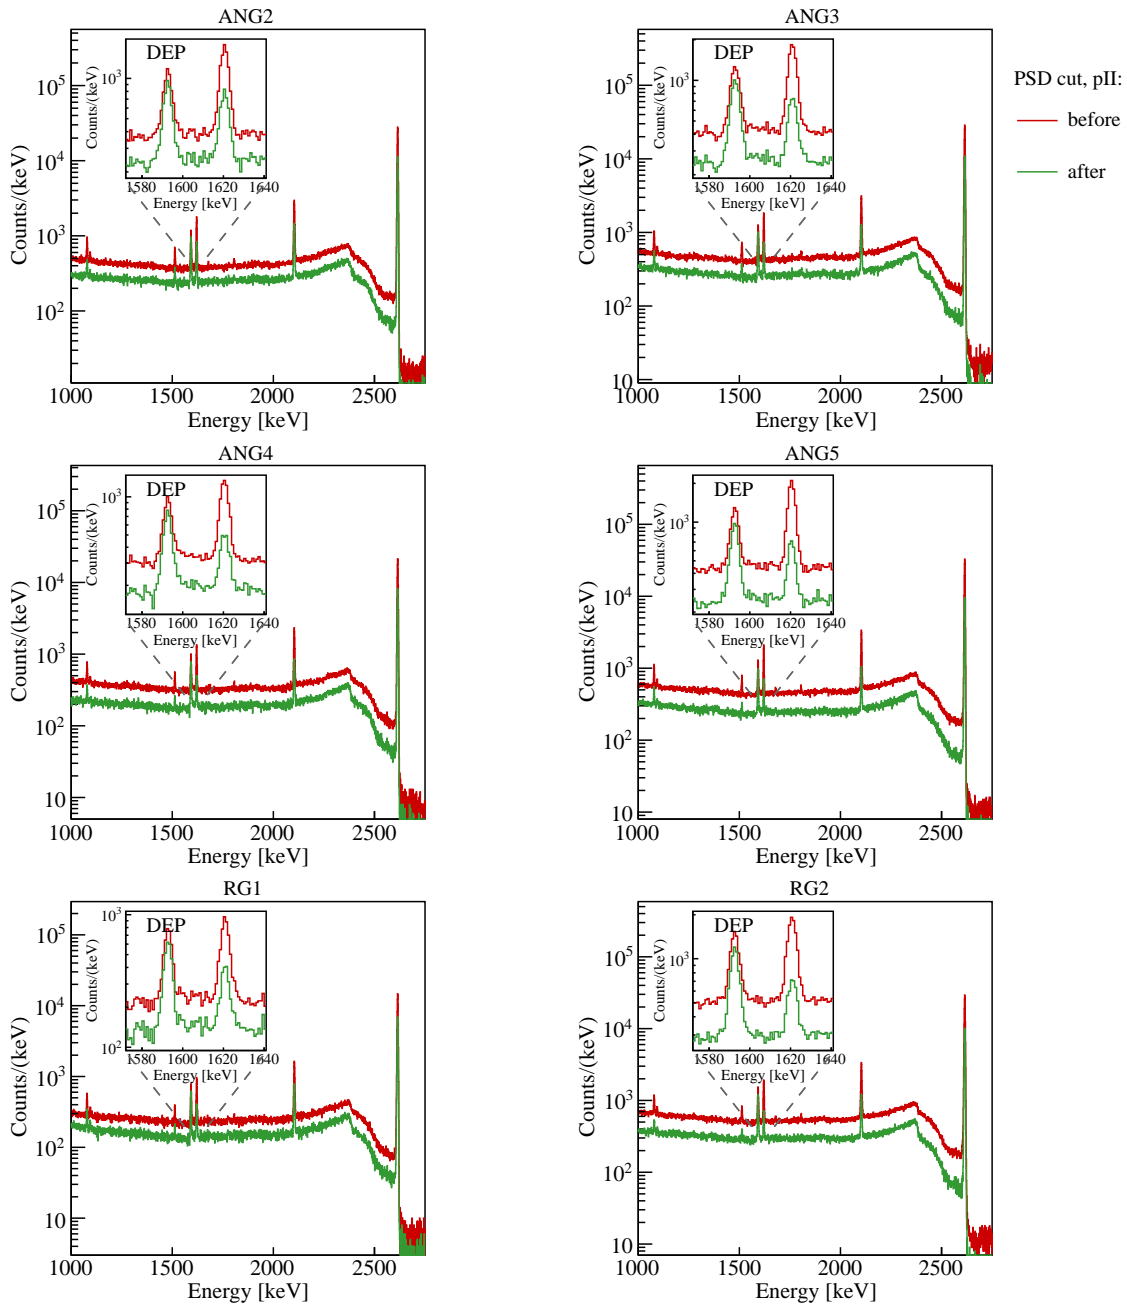 ANG2
Counts/(keV)
10⁵
10⁴
10³
10²
1000 1500 2000 2500
Energy [keV]
DEP
Counts/(keV)
10³
1580 1600 1620 1640
Energy [keV]
ANG3
Counts/(keV)
10⁵
10⁴
10³
10²
10
1000 1500 2000 2500
Energy [keV]
DEP
Counts/(keV)
10³
1580 1600 1620 1640
Energy [keV]
PSD cut, pII:
before
after
ANG4
Counts/(keV)
10⁵
10⁴
10³
10²
10
1000 1500 2000 2500
Energy [keV]
DEP
Counts/(keV)
10³
1580 1600 1620 1640
Energy [keV]
ANG5
Counts/(keV)
10⁵
10⁴
10³
10²
10
1000 1500 2000 2500
Energy [keV]
DEP
Counts/(keV)
10³
1580 1600 1620 1640
Energy [keV]
RG1
Counts/(keV)
10⁵
10⁴
10³
10²
10
1000 1500 2000 2500
Energy [keV]
DEP
Counts/(keV)
10³
10²
1580 1600 1620 1640
Energy [keV]
RG2
Counts/(keV)
10⁵
10⁴
10³
10²
10
1000 1500 2000 2500
Energy [keV]
DEP
Counts/(keV)
10³
1580 1600 1620 1640
Energy [keV]